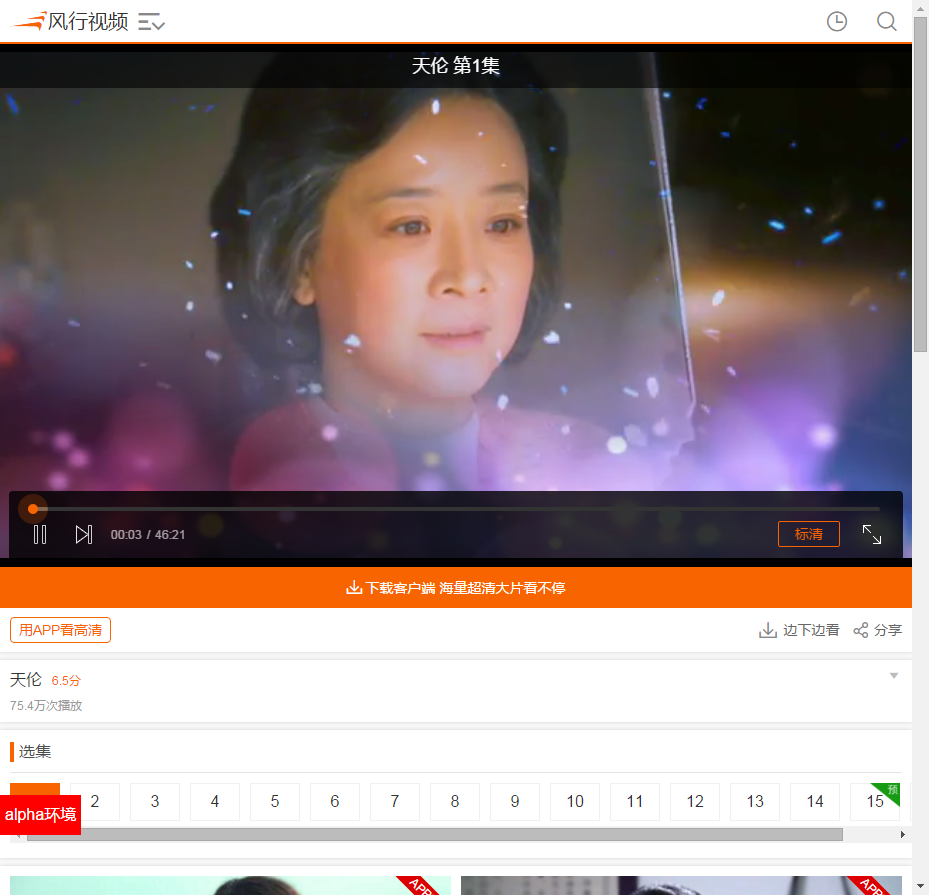 风行视频
天伦 第1集
00:03 / 46:21
标清
下载客户端 海量超清大片看不停
用APP看高清
边下边看 分享
天伦 6.5分
75.4万次播放
选集
2 3 4 5 6 7 8 9 10 11 12 13 14 15 预
alpha环境
APP APP